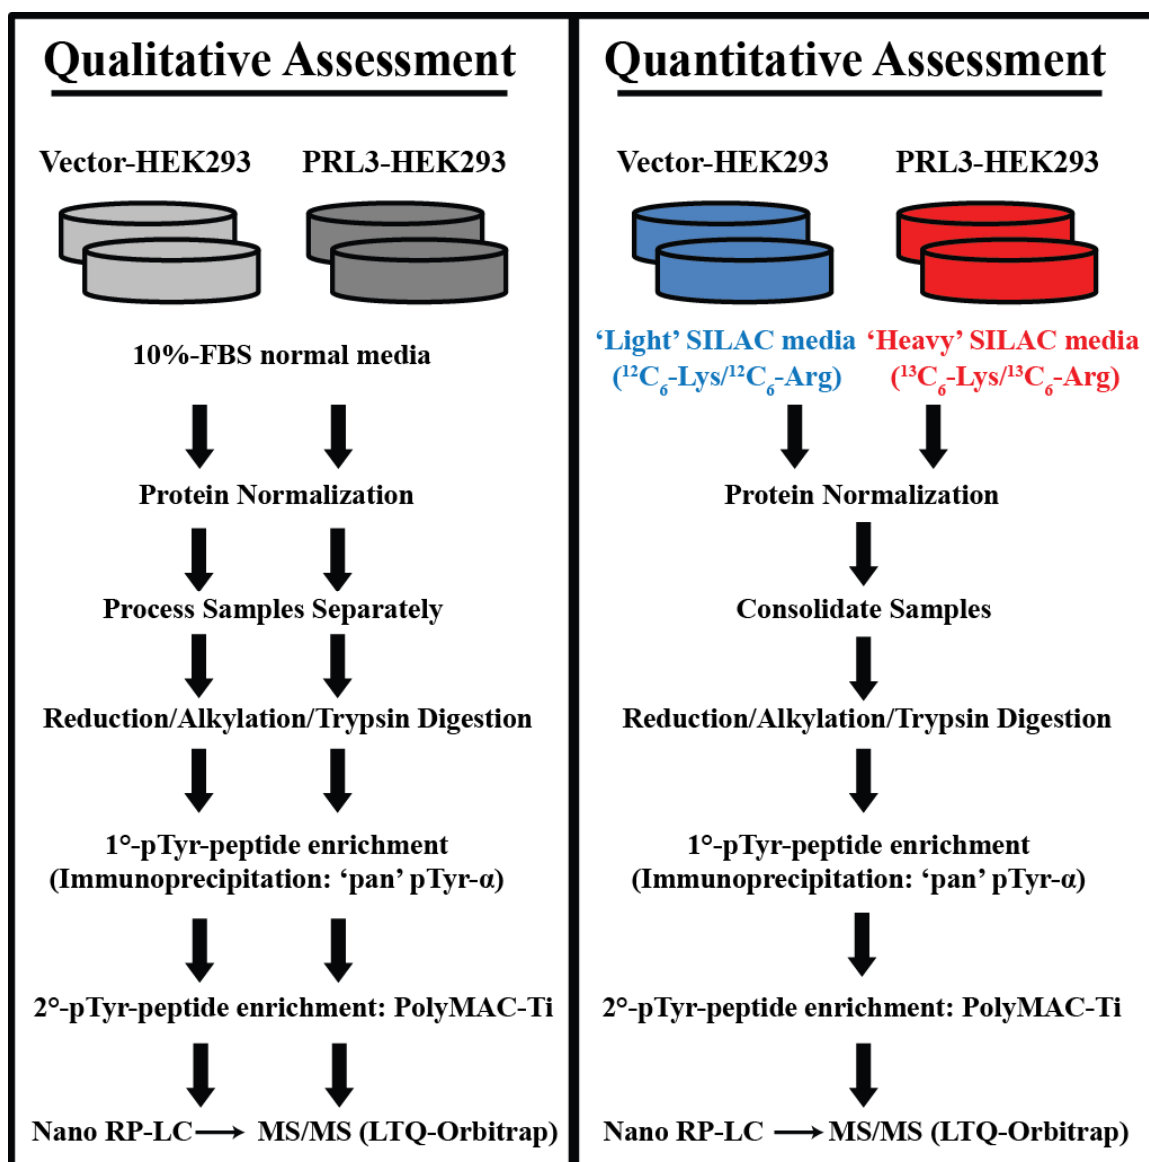 Qualitative Assessment
Vector-HEK293 PRL3-HEK293
10%-FBS normal media
Protein Normalization
Process Samples Separately
Reduction/Alkylation/Trypsin Digestion
1°-pTyr-peptide enrichment
(Immunoprecipitation: ‘pan’ pTyr-α)
2°-pTyr-peptide enrichment: PolyMAC-Ti
Nano RP-LC → MS/MS (LTQ-Orbitrap)
Quantitative Assessment
Vector-HEK293 PRL3-HEK293
‘Light’ SILAC media ‘Heavy’ SILAC media
(¹²C₆-Lys/¹²C₆-Arg) (¹³C₆-Lys/¹³C₆-Arg)
Protein Normalization
Consolidate Samples
Reduction/Alkylation/Trypsin Digestion
1°-pTyr-peptide enrichment
(Immunoprecipitation: ‘pan’ pTyr-α)
2°-pTyr-peptide enrichment: PolyMAC-Ti
Nano RP-LC → MS/MS (LTQ-Orbitrap)